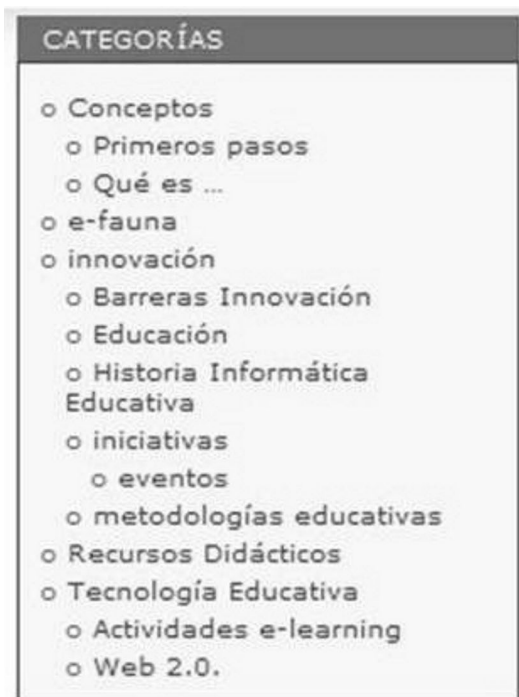 CATEGORÍAS
o Conceptos
o Primeros pasos
o Qué es ...
o e-fauna
o innovación
o Barreras Innovación
o Educación
o Historia Informática
Educativa
o iniciativas
o eventos
o metodologías educativas
o Recursos Didácticos
o Tecnología Educativa
o Actividades e-learning
o Web 2.0.